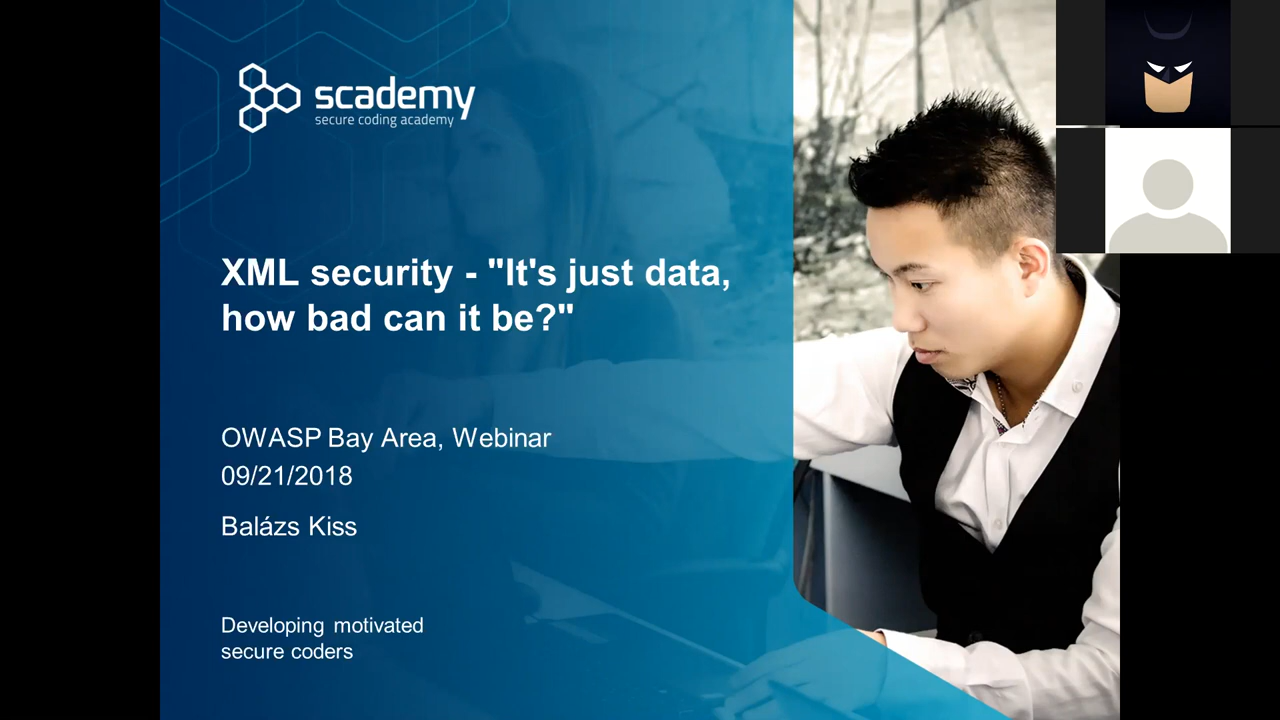 scademy
secure coding academy
XML security - "It's just data,
how bad can it be?"
OWASP Bay Area, Webinar
09/21/2018
Balázs Kiss
Developing motivated
secure coders